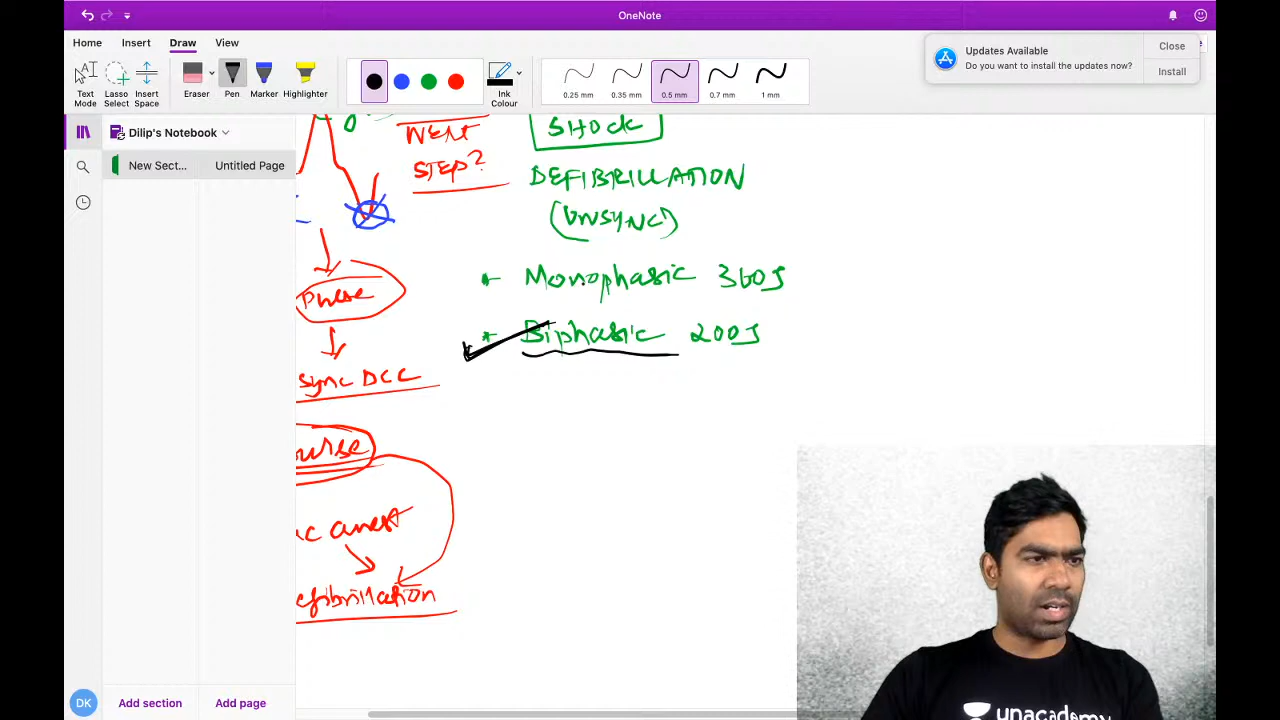 OneNote
Home Insert Draw View
Updates Available
Do you want to install the updates now?
Close
Install
Text Mode
Lasso Select
Insert Space
Eraser
Pen
Marker
Highlighter
Ink Colour
0.25 mm
0.35 mm
0.5 mm
0.7 mm
1 mm
Dilip's Notebook
New Sect...
Untitled Page
NEXT
STEP?
SHOCK
DEFIBRILLATION
(UNSYNC)
* Monophasic 360J
* Biphasic 200J
Pulse
Sync DCC
ourse
c arrest
efibrillation
DK
Add section
Add page
unacademy